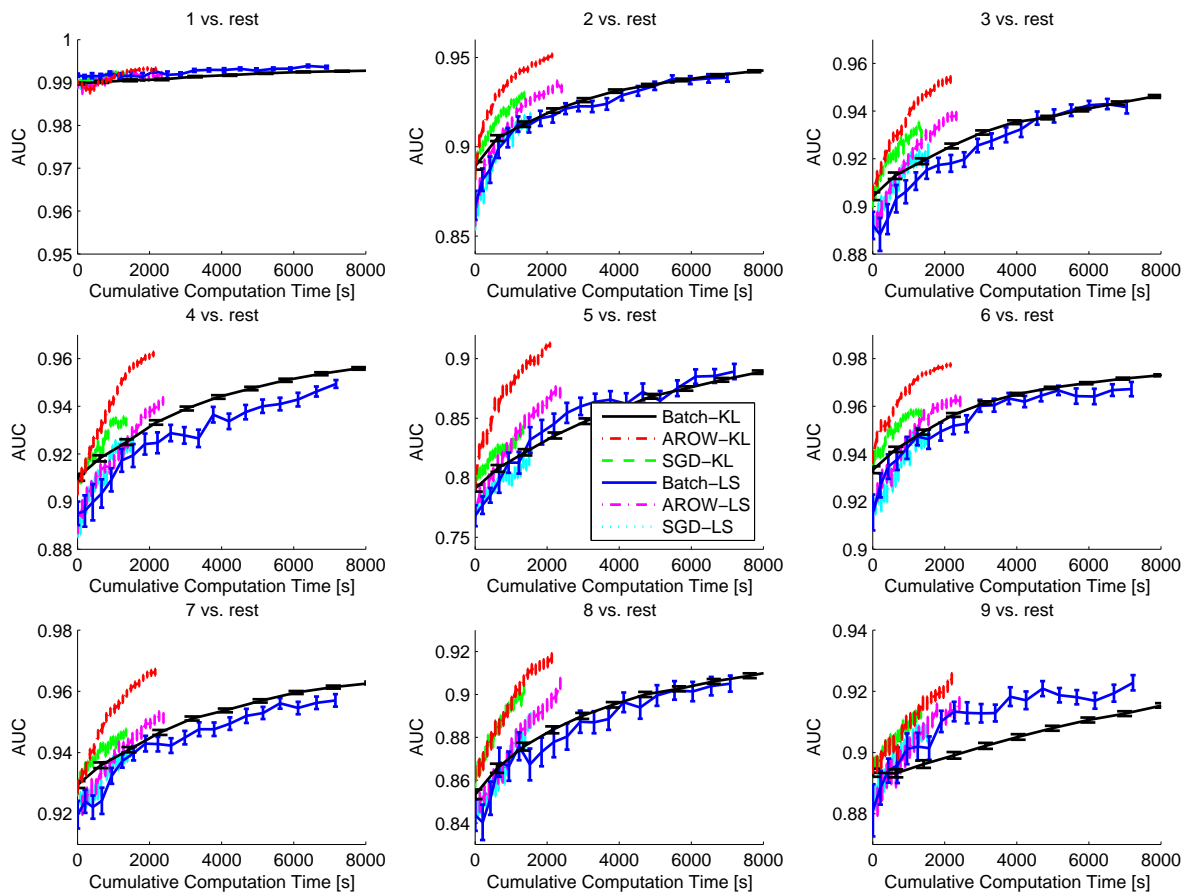 1 vs. rest
1
0.99
0.98
0.97
0.96
0.95
AUC
0 2000 4000 6000 8000
Cumulative Computation Time [s]
2 vs. rest
0.95
0.9
0.85
AUC
0 2000 4000 6000 8000
Cumulative Computation Time [s]
3 vs. rest
0.96
0.94
0.92
0.9
0.88
AUC
0 2000 4000 6000 8000
Cumulative Computation Time [s]
4 vs. rest
0.96
0.94
0.92
0.9
0.88
AUC
0 2000 4000 6000 8000
Cumulative Computation Time [s]
5 vs. rest
0.9
0.85
0.8
0.75
AUC
Batch−KL
AROW−KL
SGD−KL
Batch−LS
AROW−LS
SGD−LS
0 2000 4000 6000 8000
Cumulative Computation Time [s]
6 vs. rest
0.98
0.96
0.94
0.92
0.9
AUC
0 2000 4000 6000 8000
Cumulative Computation Time [s]
7 vs. rest
0.98
0.96
0.94
0.92
AUC
0 2000 4000 6000 8000
Cumulative Computation Time [s]
8 vs. rest
0.92
0.9
0.88
0.86
0.84
AUC
0 2000 4000 6000 8000
Cumulative Computation Time [s]
9 vs. rest
0.94
0.92
0.9
0.88
AUC
0 2000 4000 6000 8000
Cumulative Computation Time [s]